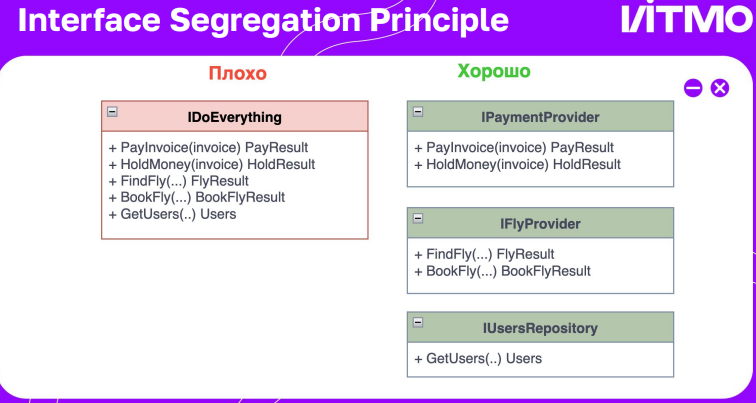 Interface Segregation Principle
ИTMO
Плохо
IDoEverything
+ PayInvoice(invoice) PayResult
+ HoldMoney(invoice) HoldResult
+ FindFly(...) FlyResult
+ BookFly(...) BookFlyResult
+ GetUsers(..) Users
Хорошо
IPaymentProvider
+ PayInvoice(invoice) PayResult
+ HoldMoney(invoice) HoldResult
IFlyProvider
+ FindFly(...) FlyResult
+ BookFly(...) BookFlyResult
IUsersRepository
+ GetUsers(..) Users